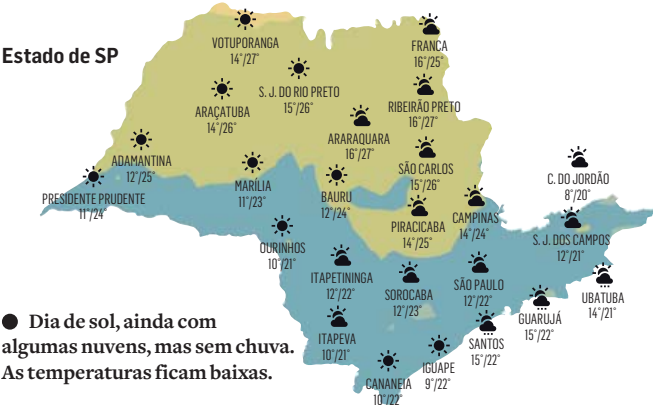 Estado de SP
VOTUPORANGA
14°/27°
FRANCA
16°/25°
S. J. DO RIO PRETO
15°/26°
ARAÇATUBA
14°/26°
RIBEIRÃO PRETO
16°/27°
ARARAQUARA
16°/27°
ADAMANTINA
12°/25°
MARÍLIA
11°/23°
SÃO CARLOS
15°/26°
C. DO JORDÃO
8°/20°
PRESIDENTE PRUDENTE
11°/24°
BAURU
12°/24°
PIRACICABA
14°/25°
CAMPINAS
14°/24°
S. J. DOS CAMPOS
12°/21°
OURINHOS
10°/21°
ITAPETININGA
12°/22°
SOROCABA
12°/23°
SÃO PAULO
12°/22°
UBATUBA
14°/21°
GUARUJÁ
15°/22°
ITAPEVA
10°/21°
SANTOS
15°/22°
IGUAPE
9°/22°
CANANEIA
10°/22°
● Dia de sol, ainda com
algumas nuvens, mas sem chuva.
As temperaturas ficam baixas.